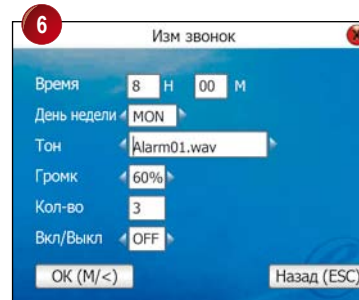 6
Изм звонок
Время 8 H 00 M
День недели MON
Тон Alarm01.wav
Громк 60%
Кол-во 3
Вкл/Выкл OFF
OK (M/<) Назад (ESC)